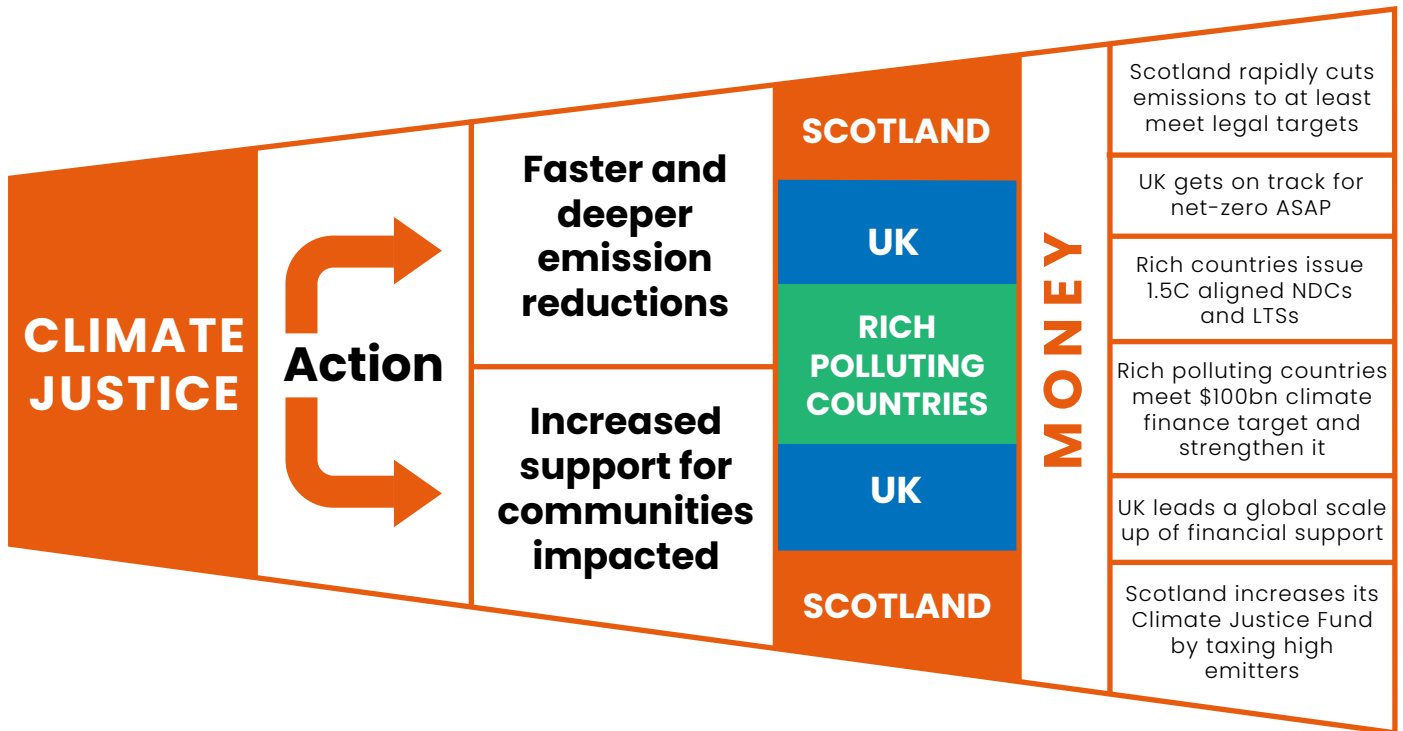 CLIMATE
JUSTICE
Action
Faster and
deeper
emission
reductions
Increased
support for
communities
impacted
SCOTLAND
UK
RICH
POLLUTING
COUNTRIES
UK
SCOTLAND
MONEY
Scotland rapidly cuts
emissions to at least
meet legal targets
UK gets on track for
net-zero ASAP
Rich countries issue
1.5C aligned NDCs
and LTSs
Rich polluting countries
meet $100bn climate
finance target and
strengthen it
UK leads a global scale
up of financial support
Scotland increases its
Climate Justice Fund
by taxing high
emitters